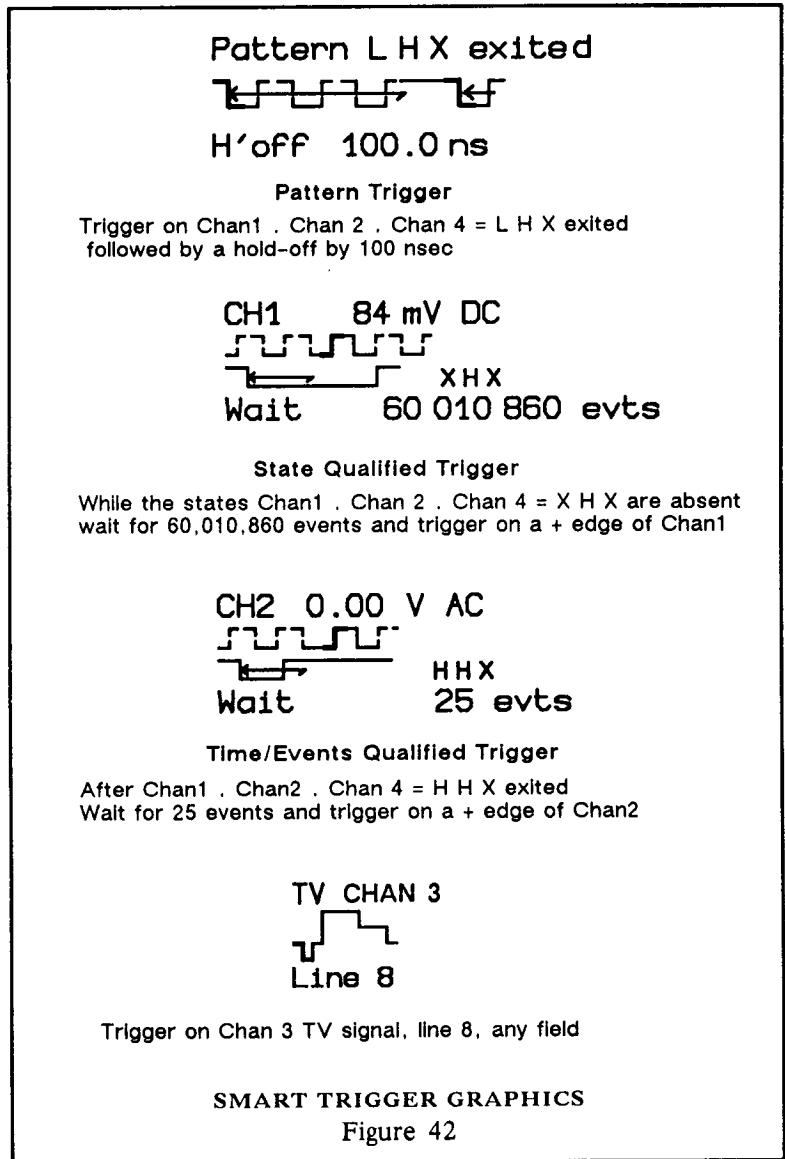 Pattern L H X exited
H'off 100.0 ns
Pattern Trigger
Trigger on Chan1 . Chan 2 . Chan 4 = L H X exited
followed by a hold-off by 100 nsec
CH1 84 mV DC
X H X
Wait 60 010 860 evts
State Qualified Trigger
While the states Chan1 . Chan 2 . Chan 4 = X H X are absent
wait for 60,010,860 events and trigger on a + edge of Chan1
CH2 0.00 V AC
H H X
Wait 25 evts
Time/Events Qualified Trigger
After Chan1 . Chan2 . Chan 4 = H H X exited
Wait for 25 events and trigger on a + edge of Chan2
TV CHAN 3
Line 8
Trigger on Chan 3 TV signal, line 8, any field
SMART TRIGGER GRAPHICS
Figure 42